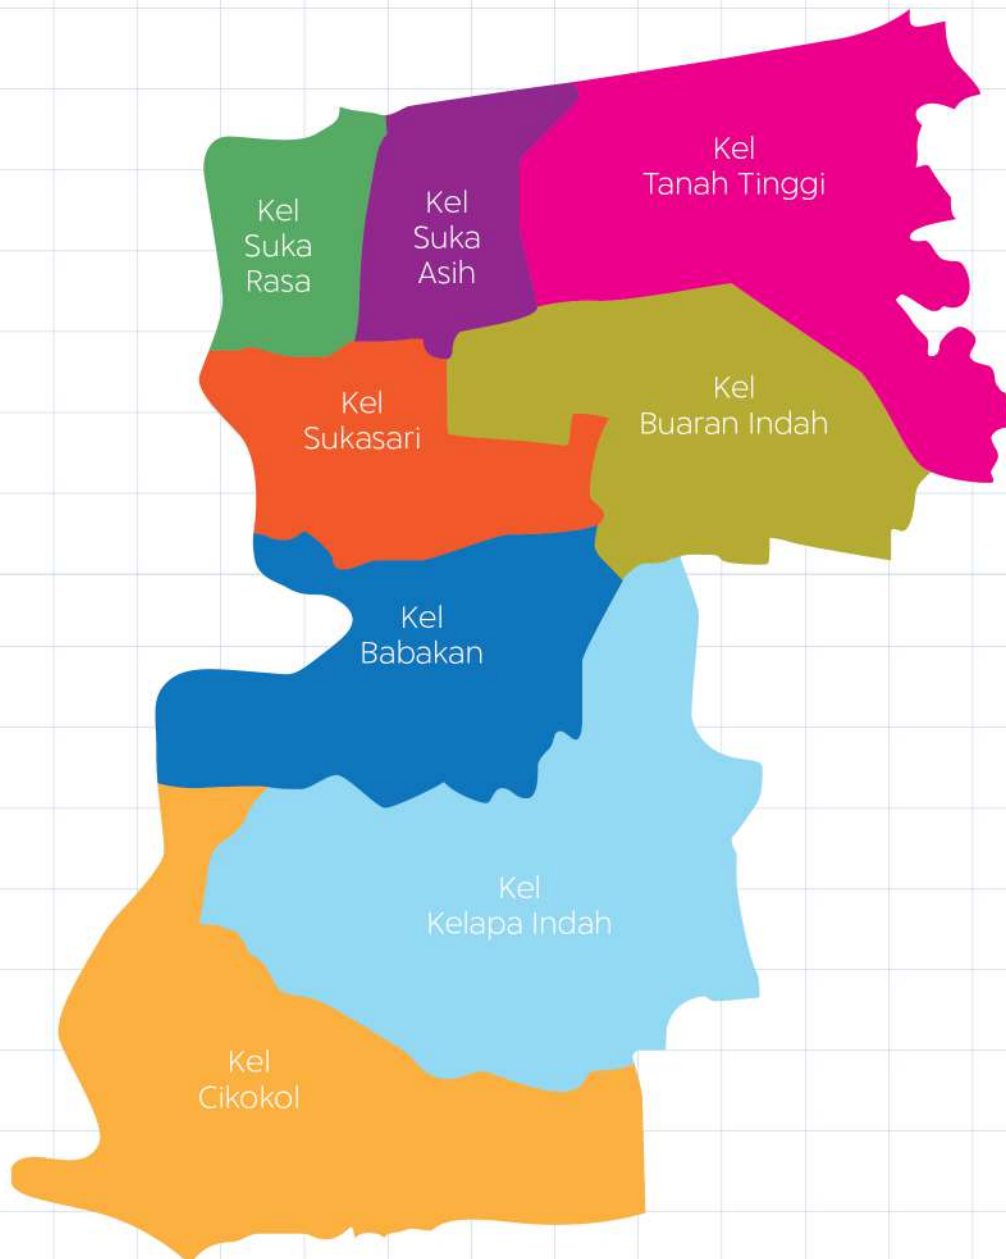 Kel
Tanah Tinggi
Kel
Suka
Rasa
Kel
Suka
Asih
Kel
Sukasari
Kel
Buaran Indah
Kel
Babakan
Kel
Kelapa Indah
Kel
Cikokol